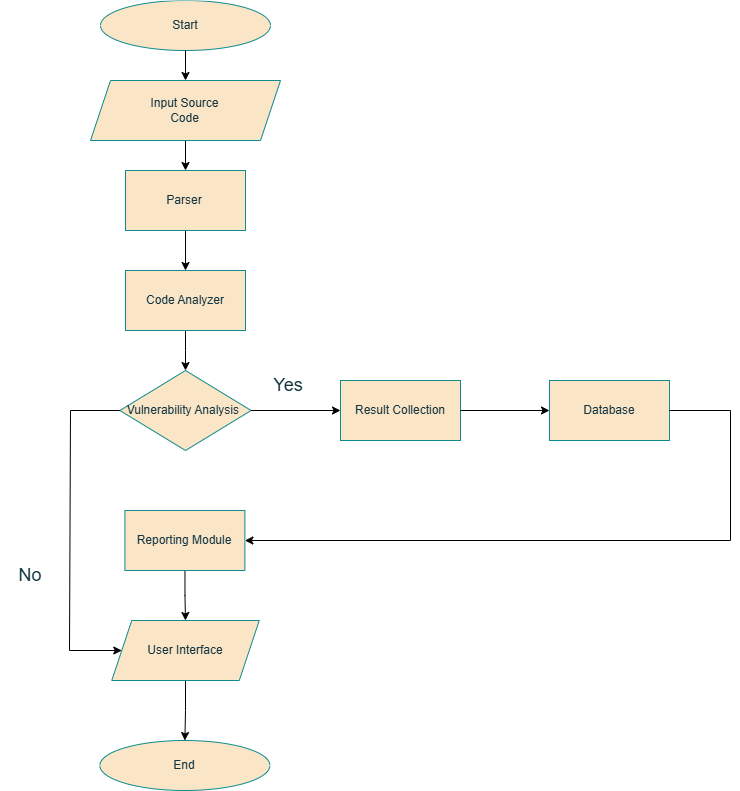 Start
Input Source
Code
Parser
Code Analyzer
Vulnerability Analysis
Yes
Result Collection
Database
Reporting Module
No
User Interface
End